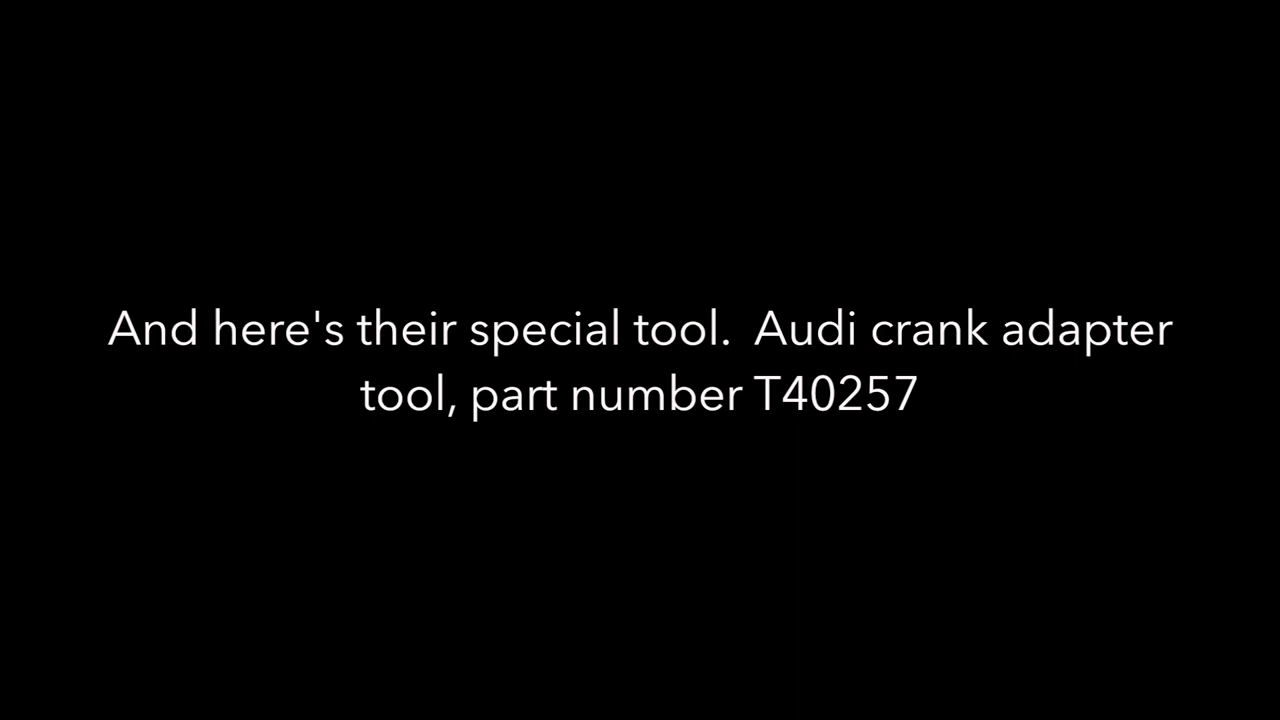 And here's their special tool.  Audi crank adapter
tool, part number T40257